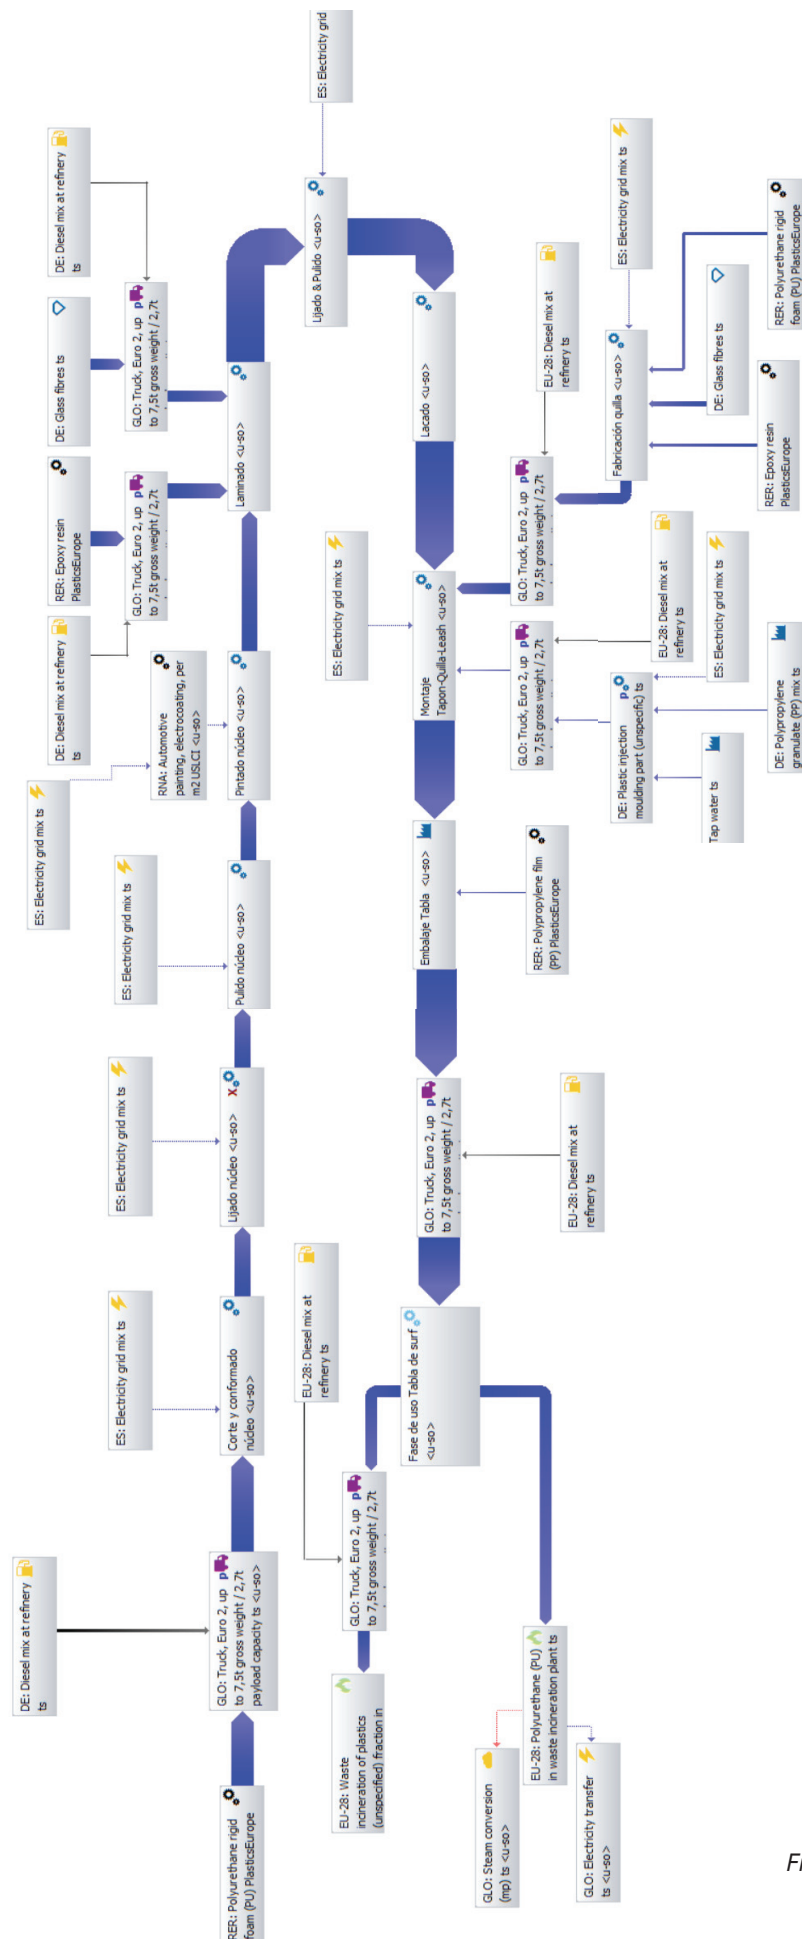 RER: Polyurethane rigid
foam (PU) PlasticsEurope
DE: Diesel mix at refinery
ts
GLO: Truck, Euro 2, up
to 7,5t gross weight / 2,7t
payload capacity ts <u-so>
ES: Electricity grid mix ts
Corte y conformado
núcleo <u-so>
ES: Electricity grid mix ts
Lijado núcleo <u-so>
X
ES: Electricity grid mix ts
Pulido núcleo <u-so>
ES: Electricity grid mix ts
RNA: Automotive
painting, electrocoating, per
m2 USLCI <u-so>
Pintado núcleo <u-so>
DE: Diesel mix at refinery
ts
RER: Epoxy resin
PlasticsEurope
GLO: Truck, Euro 2, up
to 7,5t gross weight / 2,7t
DE: Glass fibres ts
DE: Diesel mix at refinery
ts
GLO: Truck, Euro 2, up
to 7,5t gross weight / 2,7t
Laminado <u-so>
ES: Electricity grid
Lijado & Pulido <u-so>
Lacado <u-so>
ES: Electricity grid mix ts
Montaje
Tapon-Quilla-Leash <u-so>
GLO: Truck, Euro 2, up
to 7,5t gross weight / 2,7t
EU-28: Diesel mix at
refinery ts
Fabricación quilla <u-so>
ES: Electricity grid mix ts
RER: Epoxy resin
PlasticsEurope
DE: Glass fibres ts
RER: Polyurethane rigid
foam (PU) PlasticsEurope
GLO: Truck, Euro 2, up
to 7,5t gross weight / 2,7t
EU-28: Diesel mix at
refinery ts
DE: Plastic injection
moulding part (unspecific) ts
Tap water ts
DE: Polypropylene
granulate (PP) mix ts
ES: Electricity grid mix ts
Embalaje Tabla <u-so>
RER: Polypropylene film
(PP) PlasticsEurope
GLO: Truck, Euro 2, up
to 7,5t gross weight / 2,7t
EU-28: Diesel mix at
refinery ts
Fase de uso Tabla de surf
<u-so>
EU-28: Diesel mix at
refinery ts
GLO: Truck, Euro 2, up
to 7,5t gross weight / 2,7t
EU-28: Waste
incineration of plastics
(unspecified) fraction in
EU-28: Polyurethane (PU)
in waste incineration plant ts
GLO: Steam conversion
(mp) ts <u-so>
GLO: Electricity transfer
ts <u-so>